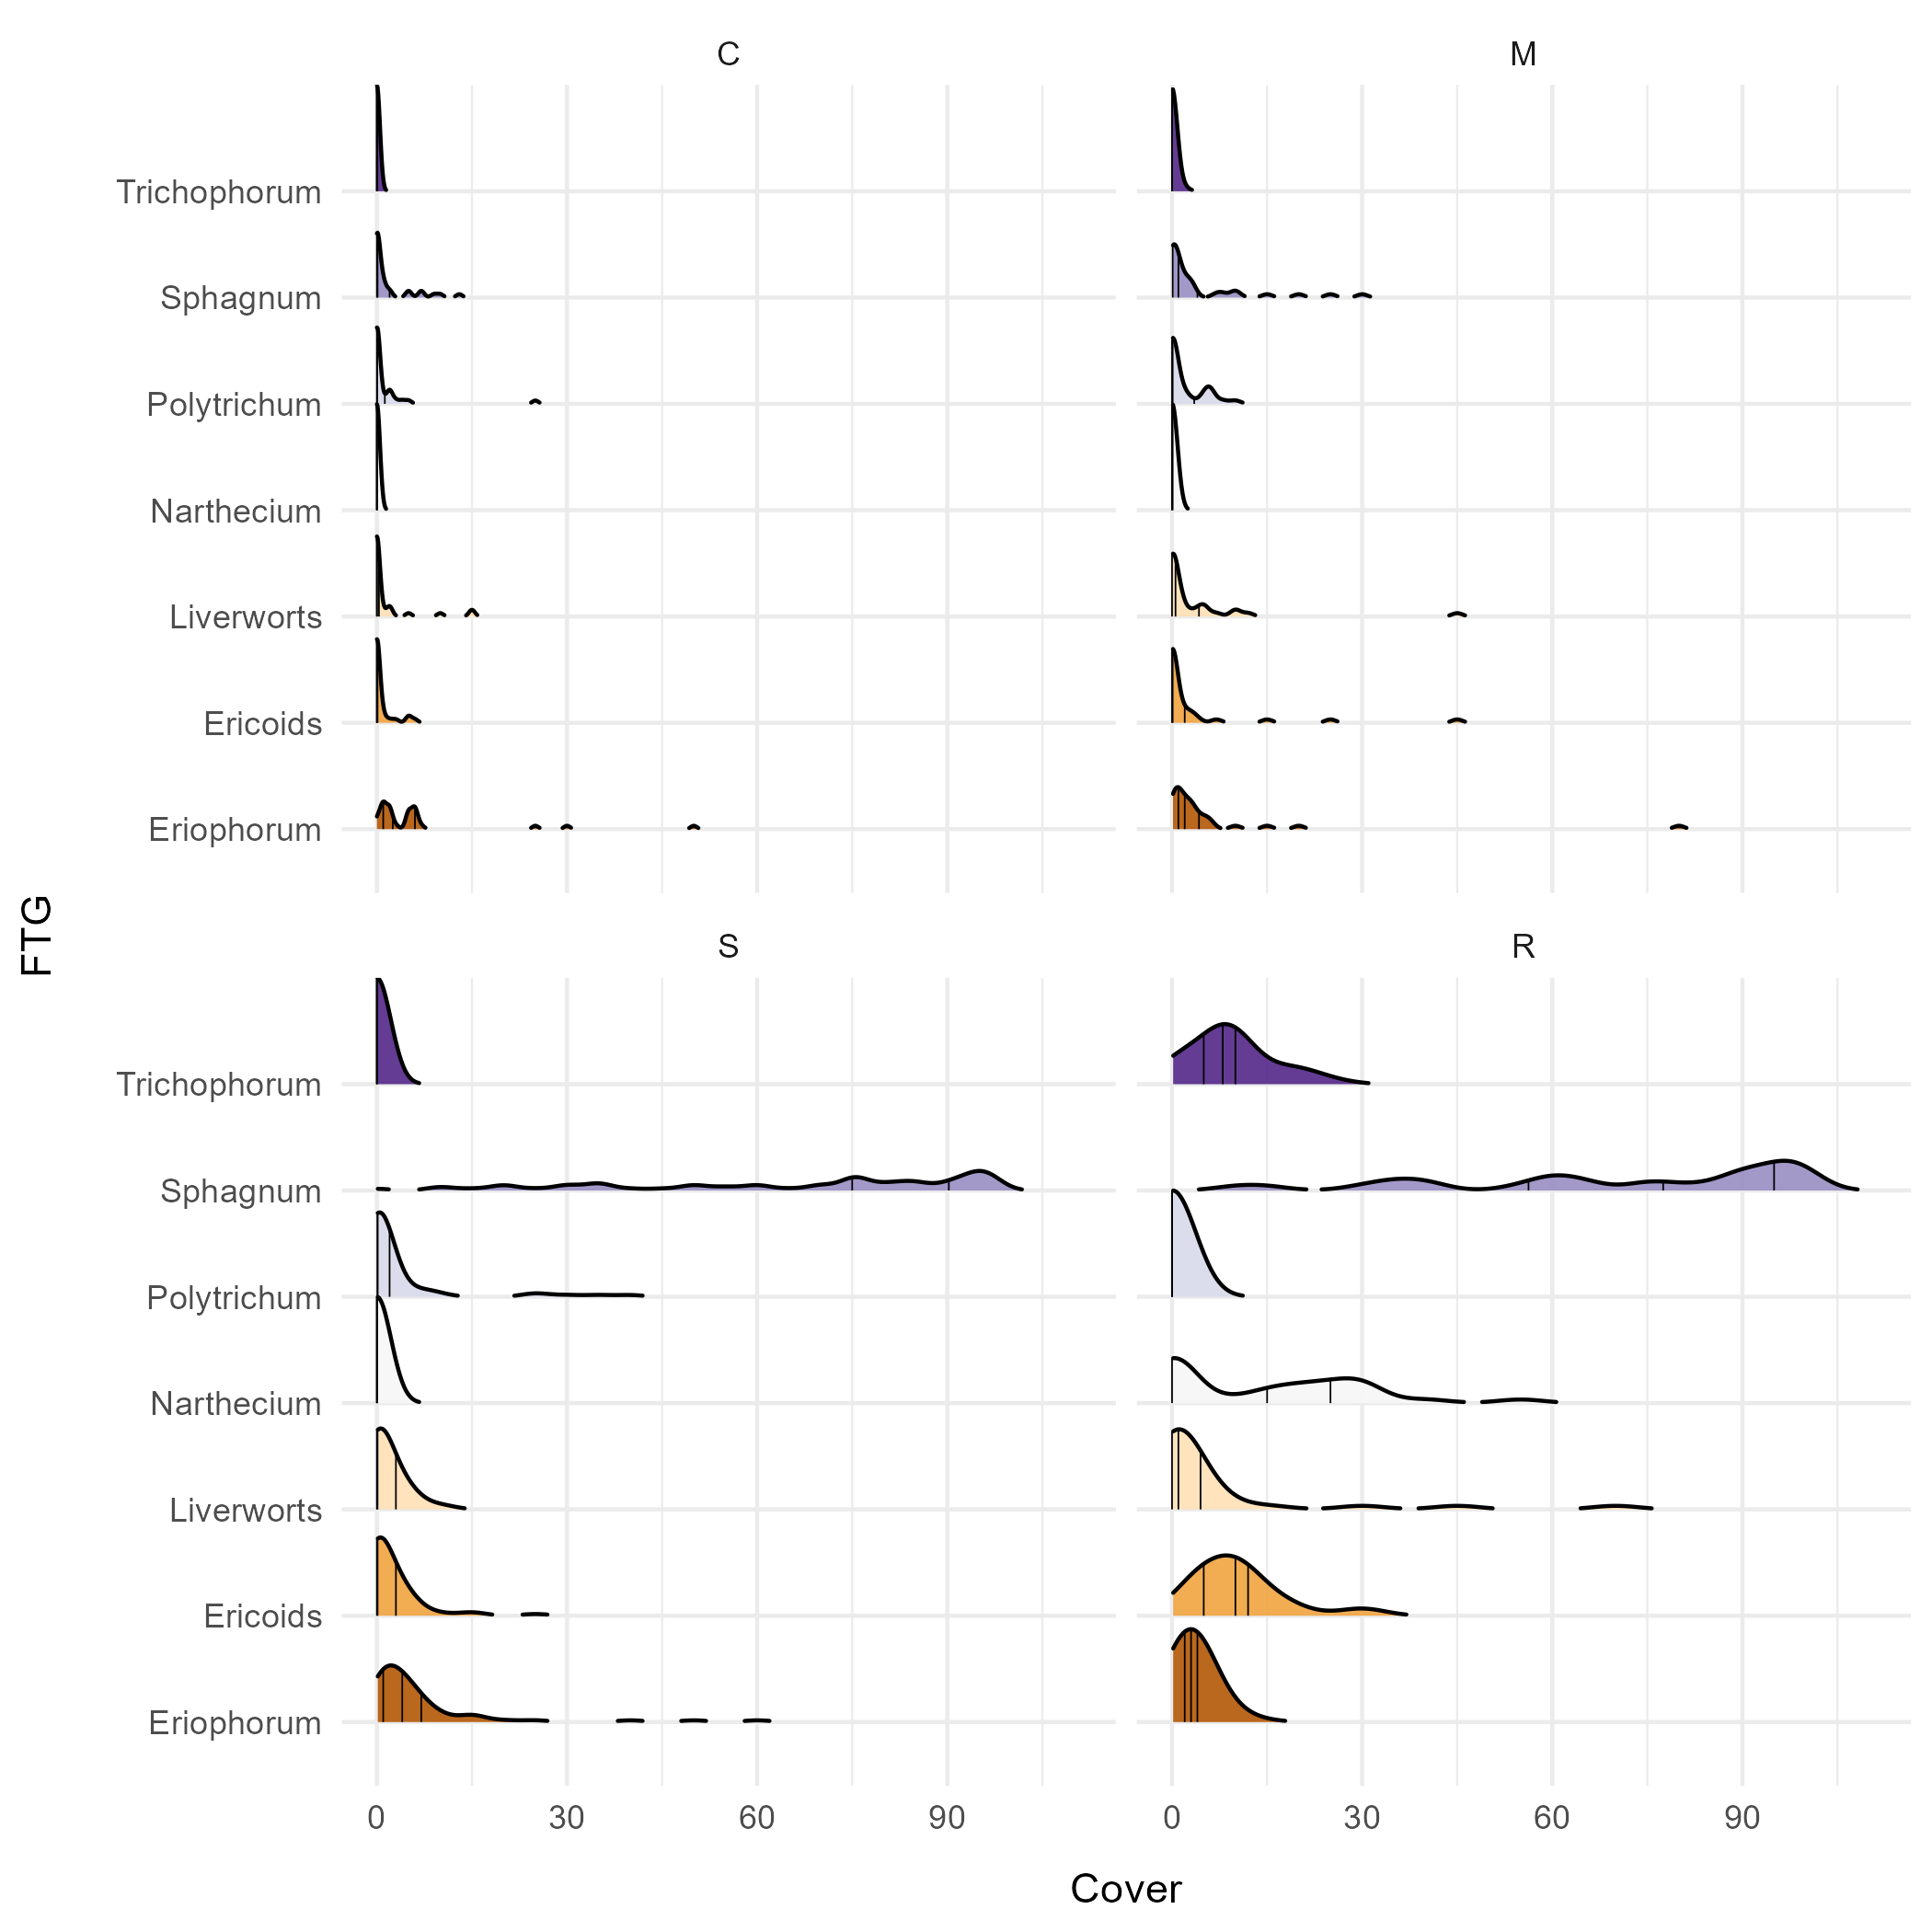 C
M
Trichophorum
Sphagnum
Polytrichum
Narthecium
Liverworts
Ericoids
Eriophorum
FTG
S
R
Trichophorum
Sphagnum
Polytrichum
Narthecium
Liverworts
Ericoids
Eriophorum
0 30 60 90 0 30 60 90
Cover